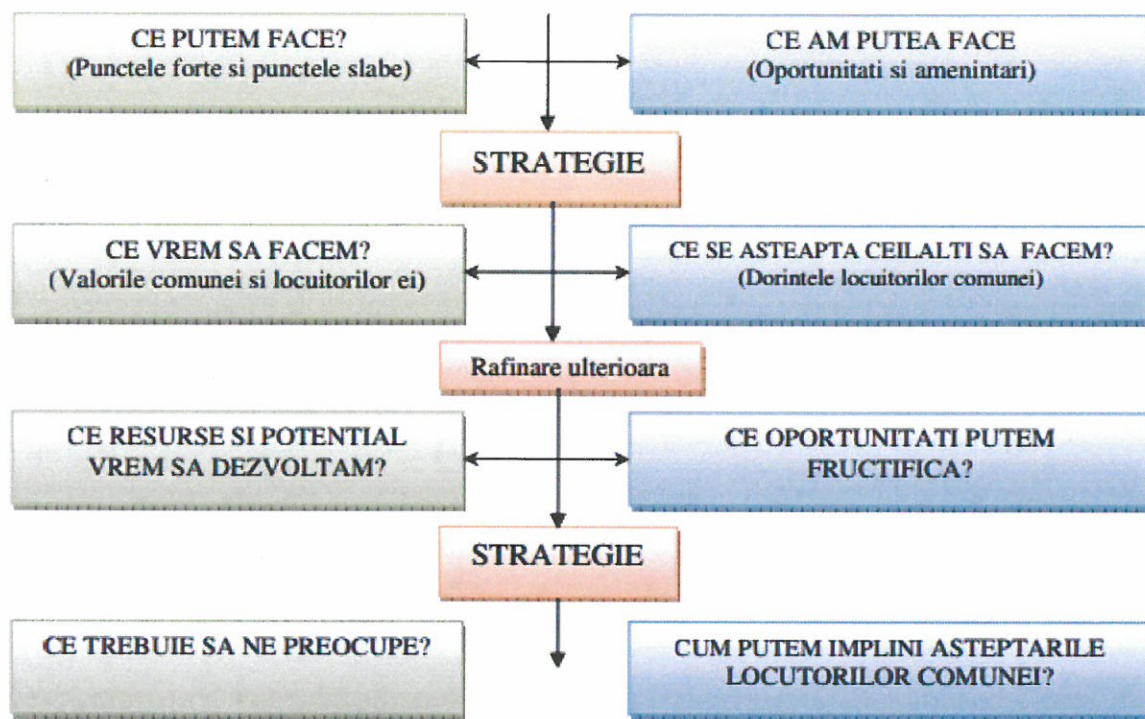 CE PUTEM FACE?
(Punctele forte si punctele slabe)
CE AM PUTEA FACE
(Oportunitati si amenintari)
STRATEGIE
CE VREM SA FACEM?
(Valorile comunei si locuitorilor ei)
CE SE ASTEAPTA CEILALTI SA FACEM?
(Dorintele locuitorilor comunei)
Rafinare ulterioara
CE RESURSE SI POTENTIAL
VREM SA DEZVOLTAM?
CE OPORTUNITATI PUTEM
FRUCTIFICA?
STRATEGIE
CE TREBUIE SA NE PREOCUPE?
CUM PUTEM IMPLINI ASTEPTARILE
LOCUTORILOR COMUNEI?